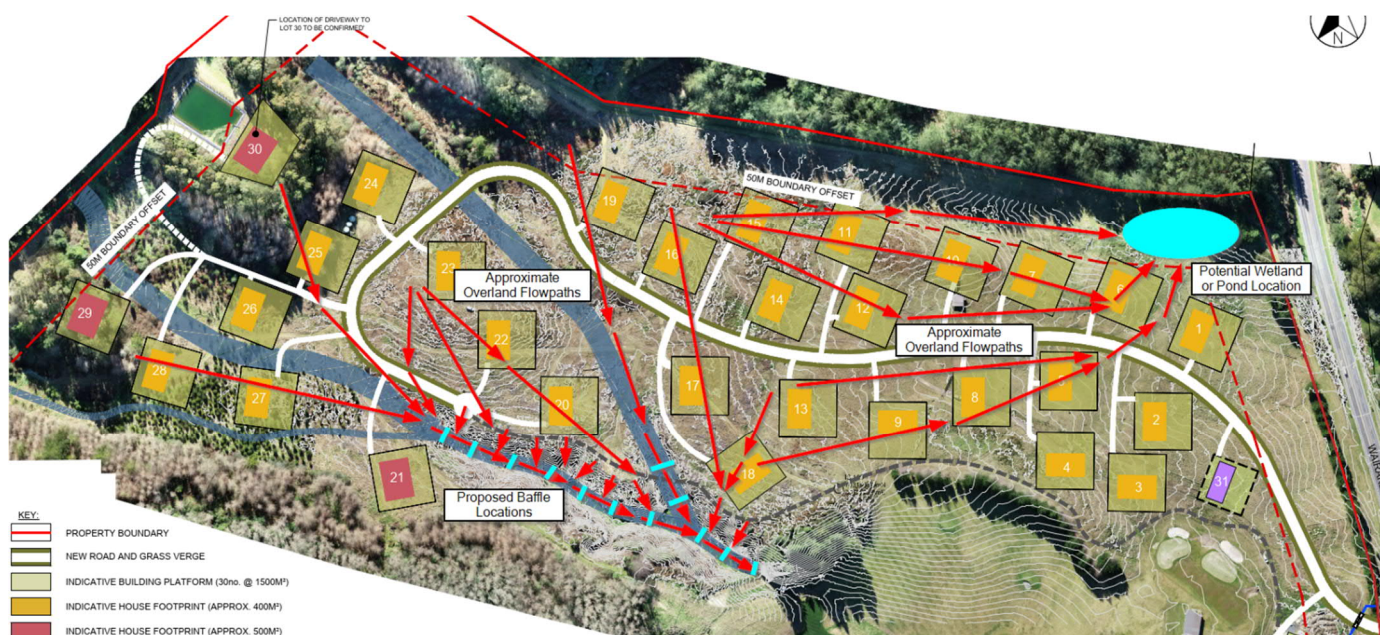 LOCATION OF DRIVEWAY TO
LOT 30 TO BE CONFIRMED'
N
30
24
50M BOUNDARY OFFSET
19
50M BOUNDARY OFFSET
15
11
25
23
Approximate
Overland Flowpaths
16
10
7
6
Potential Wetland
or Pond Location
29
26
14
12
1
Approximate
Overland Flowpaths
22
28
27
20
17
13
8
5
9
2
21
18
4
3
31
Proposed Baffle
Locations
KEY:
PROPERTY BOUNDARY
NEW ROAD AND GRASS VERGE
INDICATIVE BUILDING PLATFORM (30no. @ 1500M²)
INDICATIVE HOUSE FOOTPRINT (APPROX. 400M²)
INDICATIVE HOUSE FOOTPRINT (APPROX. 500M²)